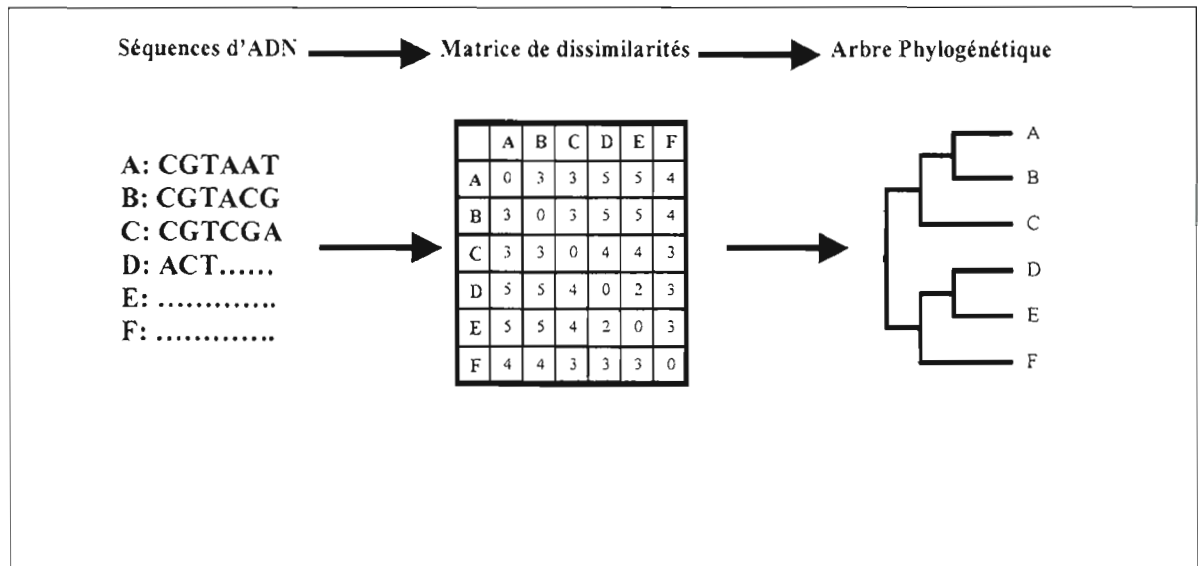 Séquences d'ADN Matrice de dissimilarités Arbre Phylogénétique
A: CGTAAT
B: CGTACG
C: CGTCGA
D: ACT......
E: .............
F: .............
A B C D E F
A 0 3 3 5 5 4
B 3 0 3 5 5 4
C 3 3 0 4 4 3
D 5 5 4 0 2 3
E 5 5 4 2 0 3
F 4 4 3 3 3 0
A
B
C
D
E
F